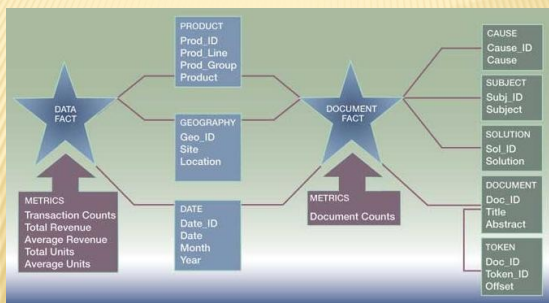 PRODUCT
Prod_ID
Prod_Line
Prod_Group
Product
DATA
FACT
GEOGRAPHY
Geo_ID
Site
Location
METRICS
Transaction Counts
Total Revenue
Average Revenue
Total Units
Average Units
DATE
Date_ID
Date
Month
Year
DOCUMENT
FACT
METRICS
Document Counts
CAUSE
Cause_ID
Cause
SUBJECT
Subj_ID
Subject
SOLUTION
Sol_ID
Solution
DOCUMENT
Doc_ID
Title
Abstract
TOKEN
Doc_ID
Token_ID
Offset